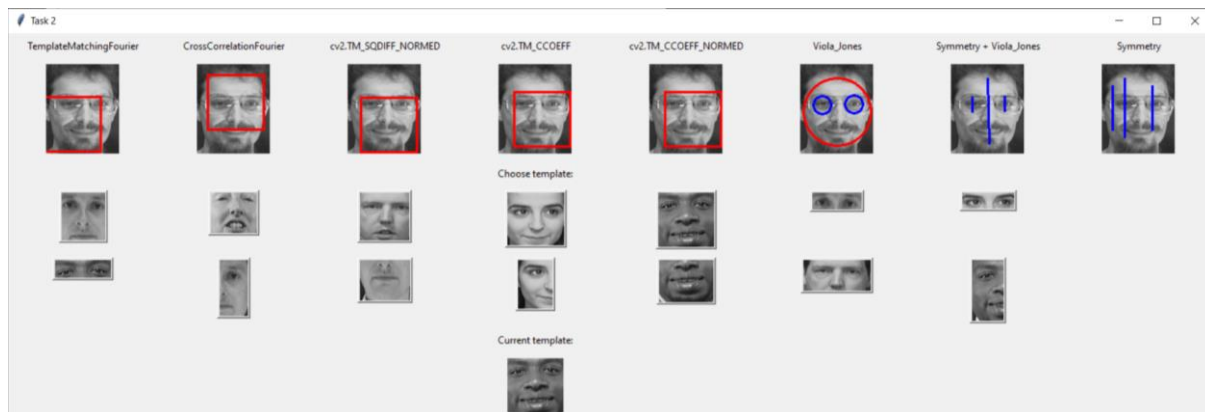 Task 2
TemplateMatchingFourier CrossCorrelationFourier cv2.TM_SQDIFF_NORMED cv2.TM_CCOEFF cv2.TM_CCOEFF_NORMED Viola_Jones Symmetry + Viola_Jones Symmetry
Choose template:
Current template: